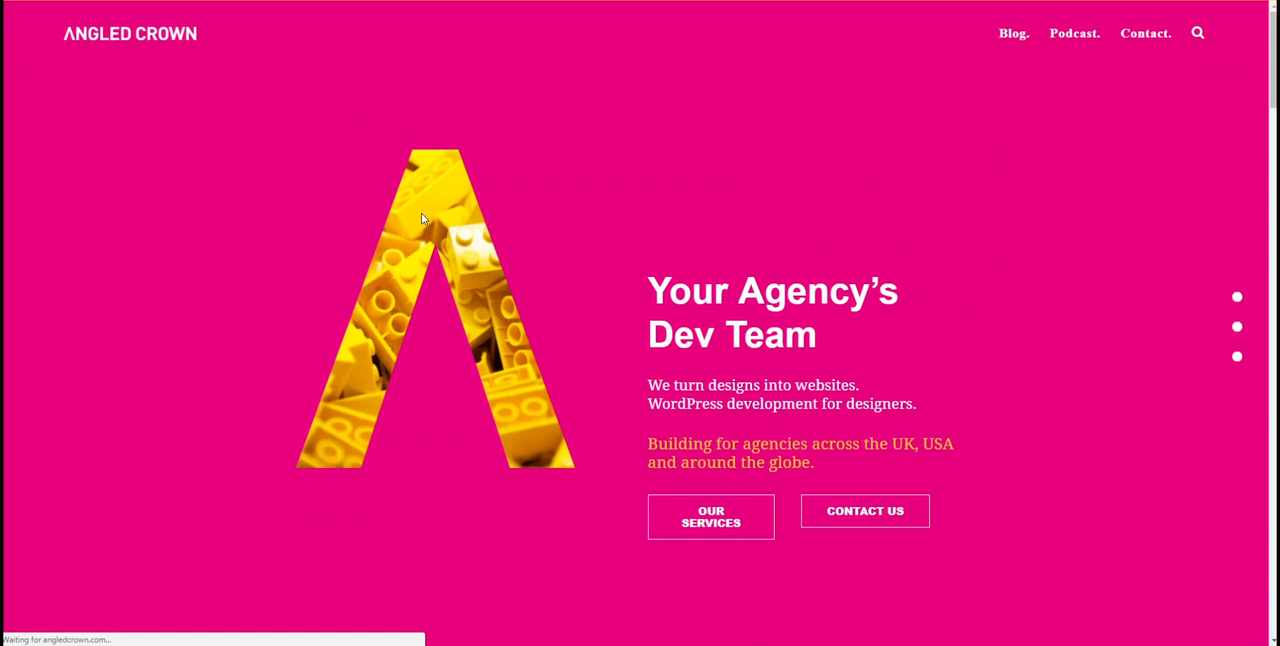 ΛNGLED CROWN
Blog. Podcast. Contact.
Your Agency’s
Dev Team
We turn designs into websites.
WordPress development for designers.
Building for agencies across the UK, USA
and around the globe.
OUR
SERVICES
CONTACT US
Waiting for angledcrown.com...